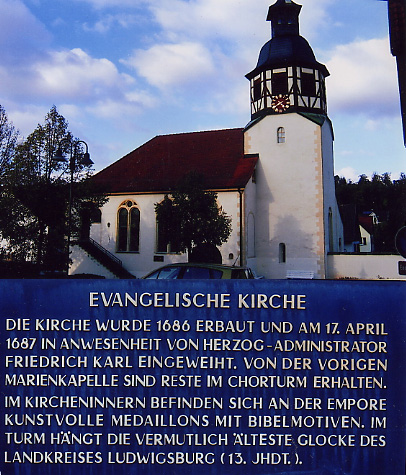 EVANGELISCHE KIRCHE
DIE KIRCHE WURDE 1686 ERBAUT UND AM 17. APRIL
1687 IN ANWESENHEIT VON HERZOG-ADMINISTRATOR
FRIEDRICH KARL EINGEWEIHT. VON DER VORIGEN
MARIENKAPELLE SIND RESTE IM CHORTURM ERHALTEN.
IM KIRCHENINNERN BEFINDEN SICH AN DER EMPORE
KUNSTVOLLE MEDAILLONS MIT BIBELMOTIVEN. IM
TURM HÄNGT DIE VERMUTLICH ÄLTESTE GLOCKE DES
LANDKREISES LUDWIGSBURG (13. JHDT.).